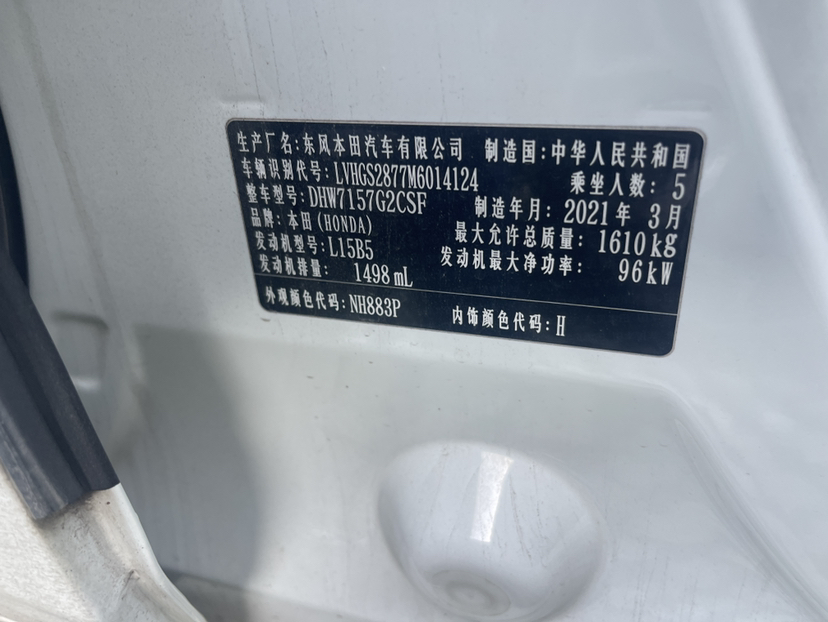 生产厂名:东风本田汽车有限公司 制造国:中华人民共和国
车辆识别代号:LVHGS2877M6014124 乘坐人数:5
整车型号:DHW7157G2CSF 制造年月:2021年 3月
品牌:本田(HONDA) 最大允许总质量:1610kg
发动机型号:L15B5 发动机最大净功率: 96kW
发动机排量: 1498 mL
外观颜色代码:NH883P 内饰颜色代码:H